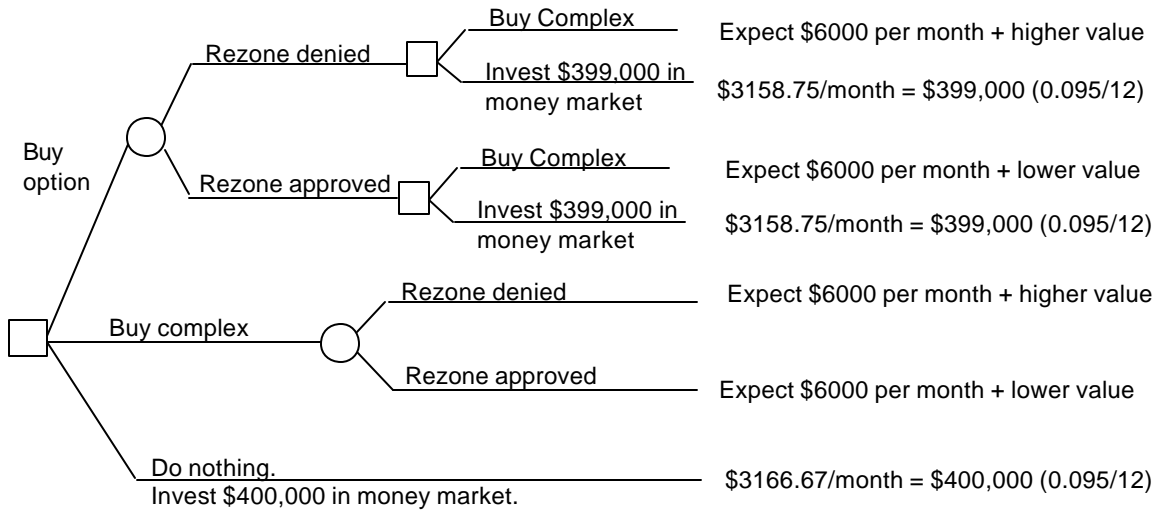 Buy Complex
Expect $6000 per month + higher value
Rezone denied
Invest $399,000 in
money market
$3158.75/month = $399,000 (0.095/12)
Buy
option
Buy Complex
Expect $6000 per month + lower value
Rezone approved
Invest $399,000 in
money market
$3158.75/month = $399,000 (0.095/12)
Rezone denied
Expect $6000 per month + higher value
Buy complex
Rezone approved
Expect $6000 per month + lower value
Do nothing.
Invest $400,000 in money market.
$3166.67/month = $400,000 (0.095/12)